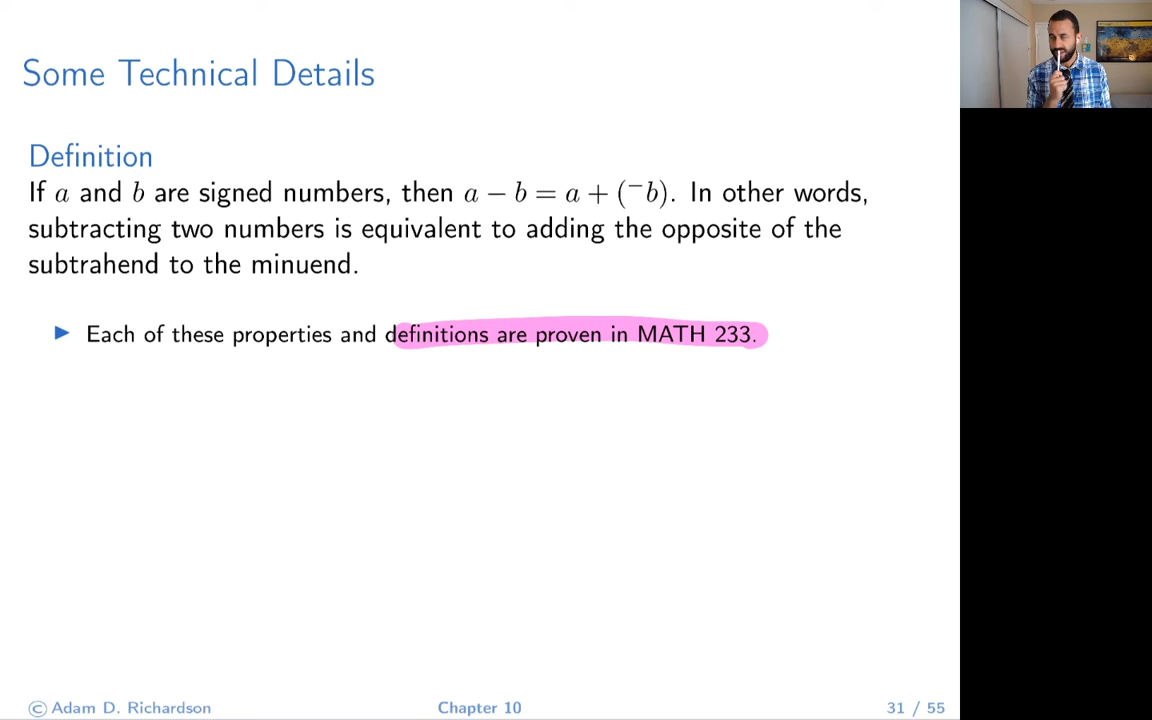 Some Technical Details
Definition
If a and b are signed numbers, then a − b = a + (⁻b). In other words,
subtracting two numbers is equivalent to adding the opposite of the
subtrahend to the minuend.
▶ Each of these properties and definitions are proven in MATH 233.
© Adam D. Richardson Chapter 10 31 / 55